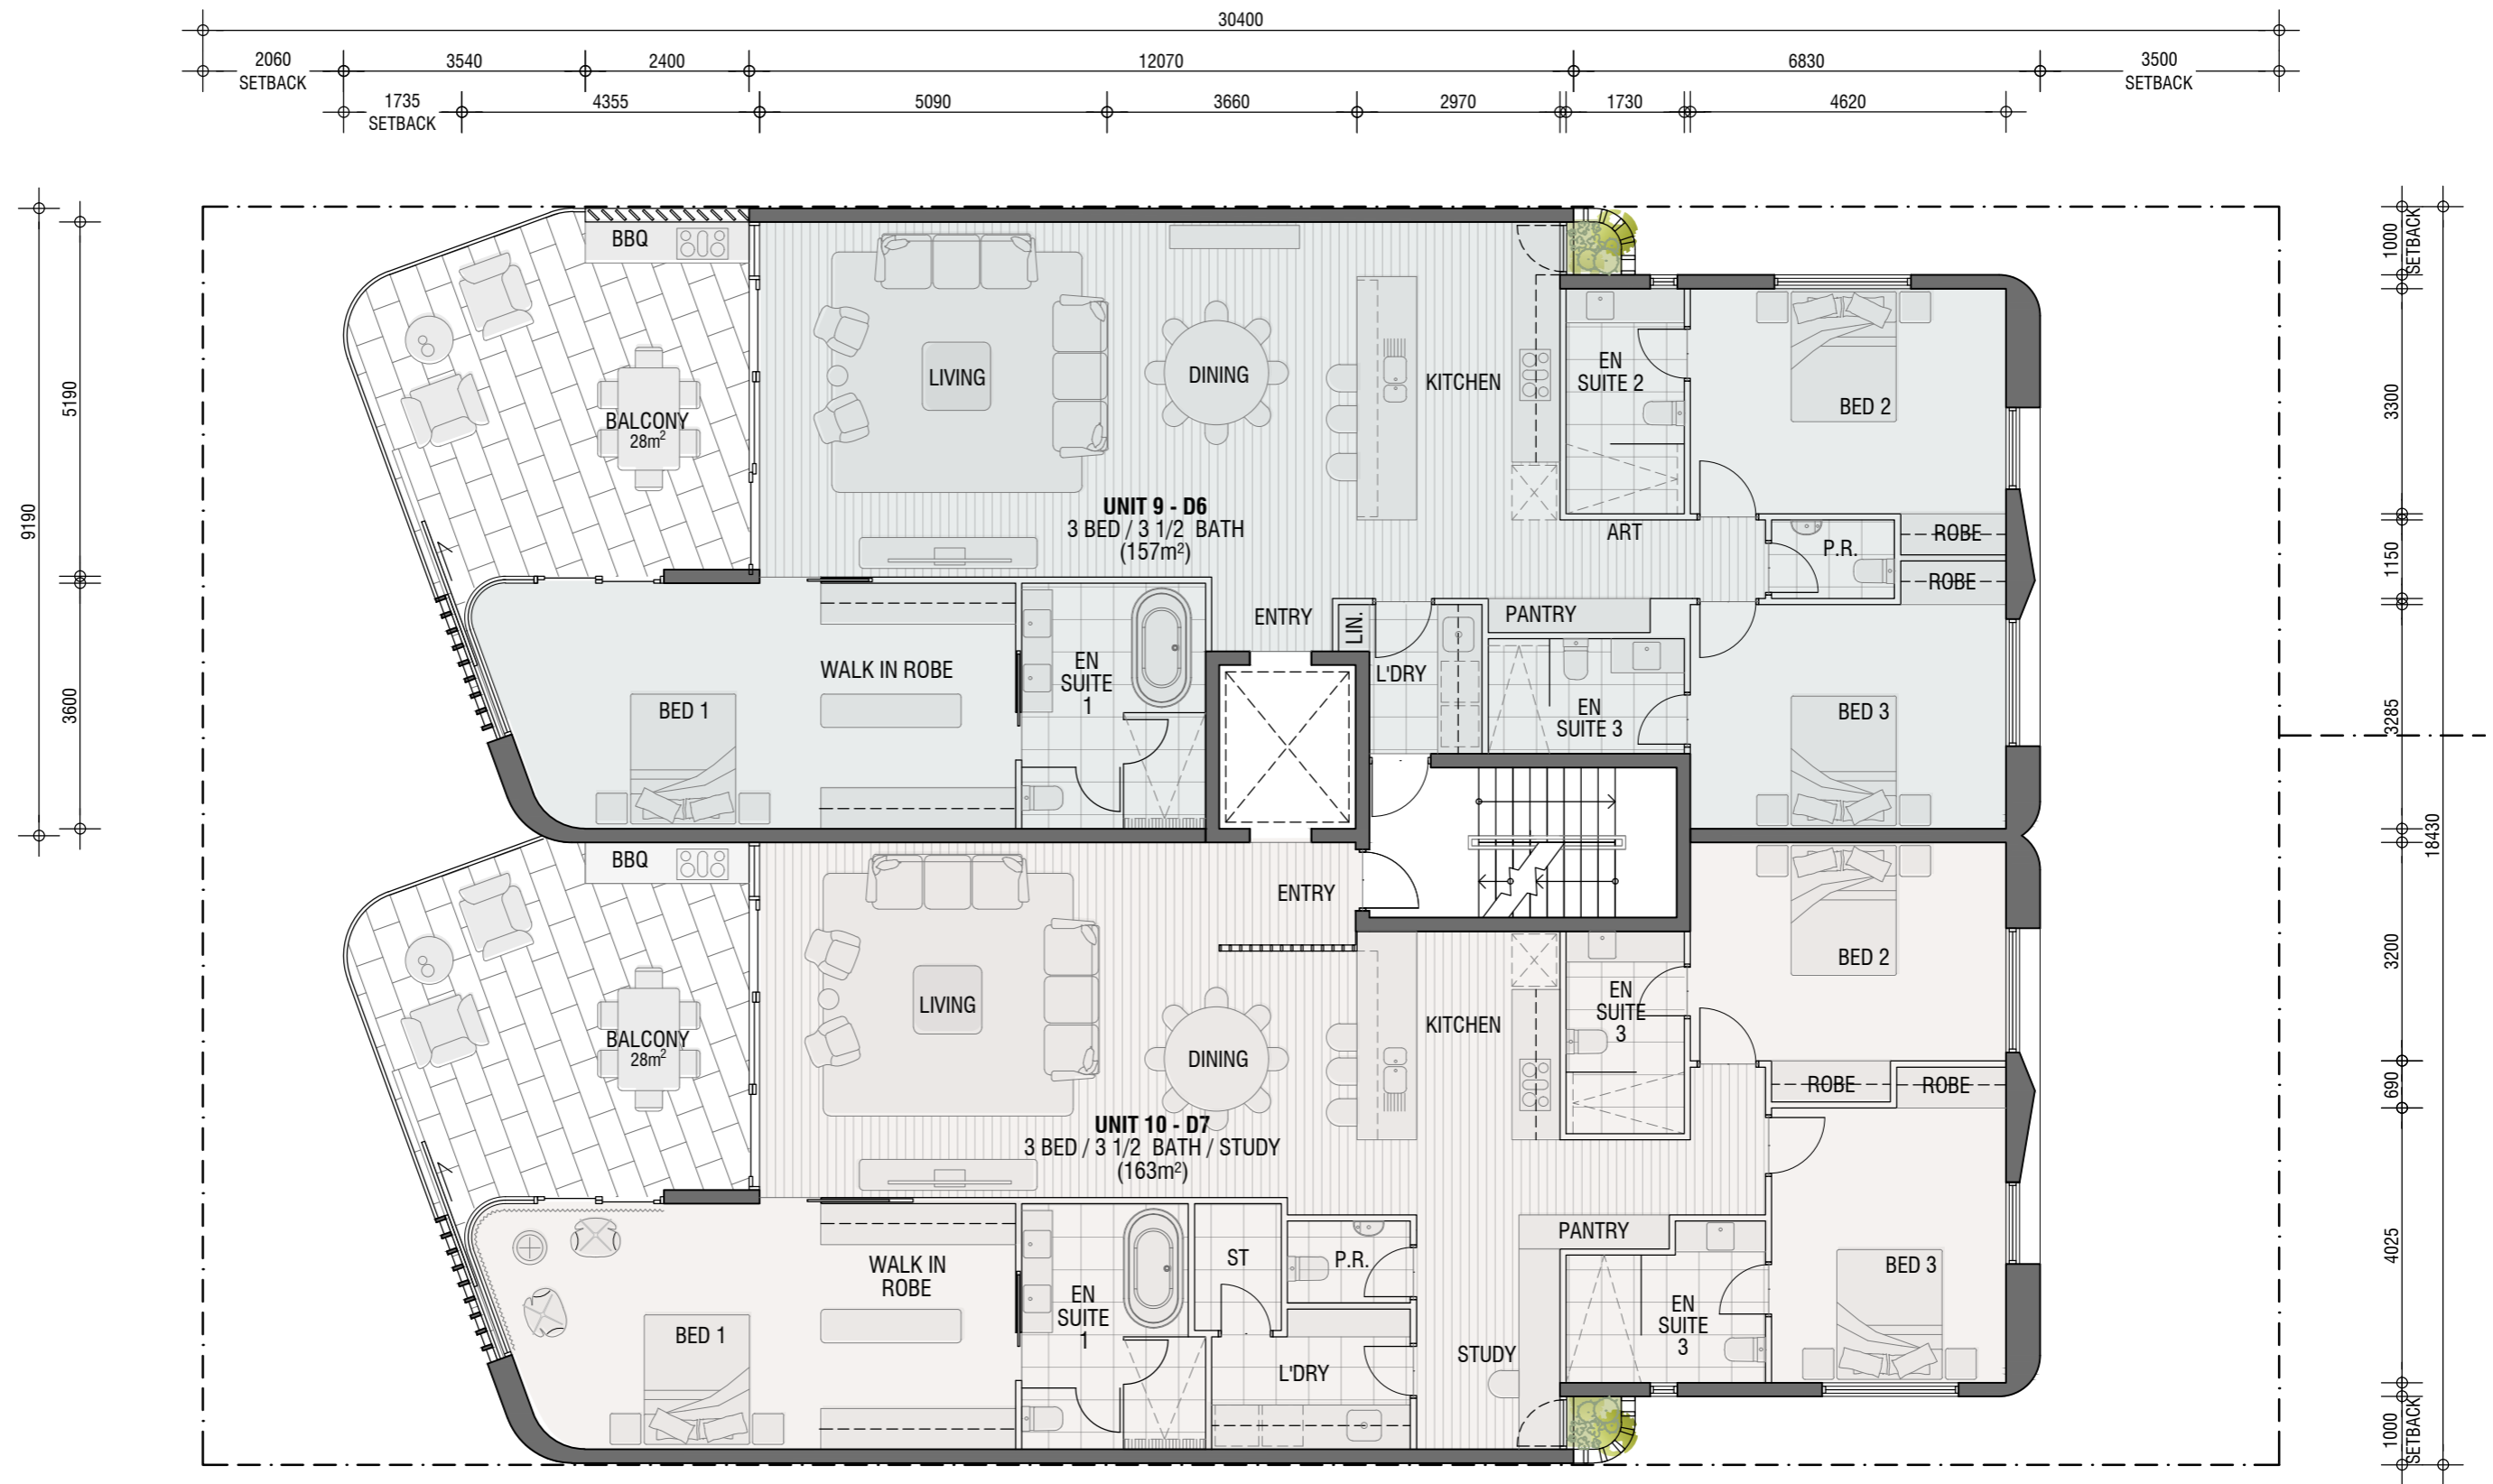 30400
2060
SETBACK
3540
2400
12070
6830
3500
SETBACK
1735
SETBACK
4355
5090
3660
2970
1730
4620
9190
5190
3600
1000
SETBACK
3300
1150
3285
18430
3200
690
4025
1000
SETBACK
BBQ
BALCONY
28m²
LIVING
DINING
KITCHEN
EN
SUITE 2
BED 2
UNIT 9 - D6
3 BED / 3 1/2 BATH
(157m²)
ART
P.R.
ROBE
ROBE
ENTRY
LIN.
PANTRY
L'DRY
WALK IN ROBE
EN
SUITE
1
BED 1
EN
SUITE 3
BED 3
BBQ
ENTRY
BALCONY
28m²
LIVING
DINING
KITCHEN
EN
SUITE
3
BED 2
ROBE
ROBE
UNIT 10 - D7
3 BED / 3 1/2 BATH / STUDY
(163m²)
WALK IN
ROBE
EN
SUITE
1
BED 1
ST
P.R.
L'DRY
STUDY
PANTRY
EN
SUITE
3
BED 3